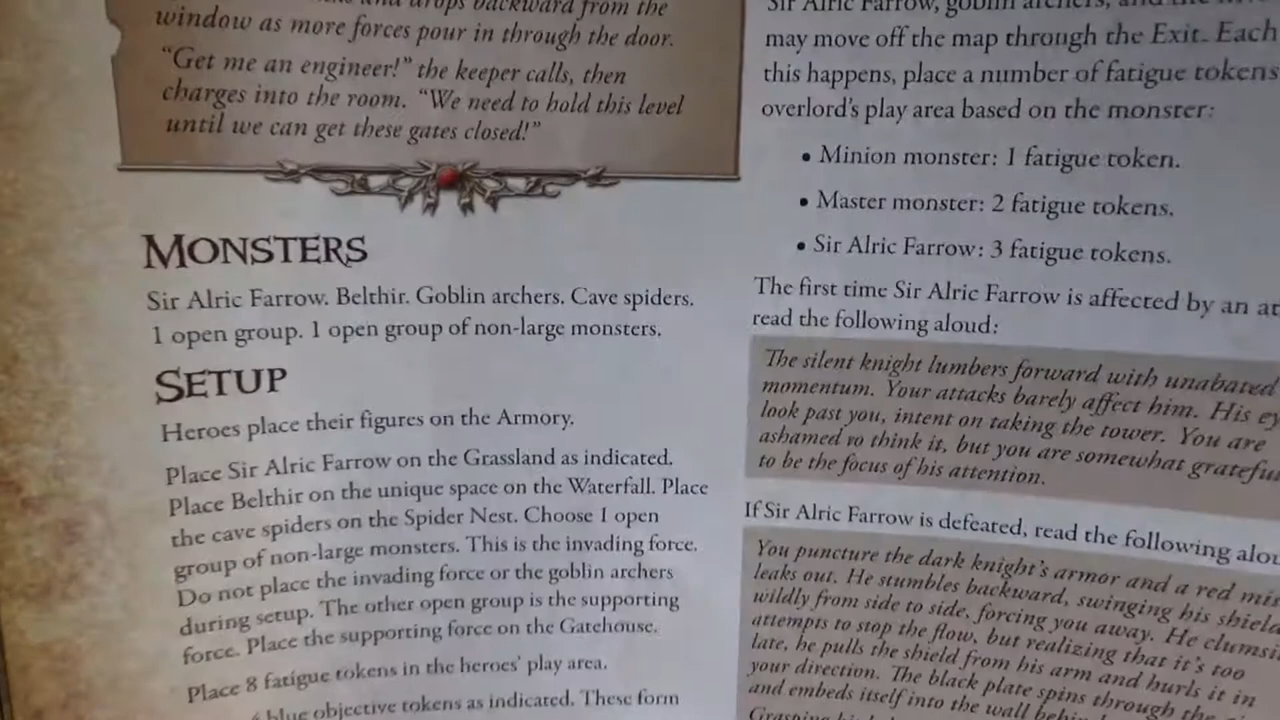 and drops backward from the
window as more forces pour in through the door.
“Get me an engineer!” the keeper calls, then
charges into the room. “We need to hold this level
until we can get these gates closed!”
MONSTERS
Sir Alric Farrow. Belthir. Goblin archers. Cave spiders.
1 open group. 1 open group of non-large monsters.
SETUP
Heroes place their figures on the Armory.
Place Sir Alric Farrow on the Grassland as indicated.
Place Belthir on the unique space on the Waterfall. Place
the cave spiders on the Spider Nest. Choose 1 open
group of non-large monsters. This is the invading force.
Do not place the invading force or the goblin archers
during setup. The other open group is the supporting
force. Place the supporting force on the Gatehouse.
Place 8 fatigue tokens in the heroes’ play area.
blue objective tokens as indicated. These form
Sir Alric Farrow, goblin archers, and the
may move off the map through the Exit. Each
this happens, place a number of fatigue tokens
overlord’s play area based on the monster:
• Minion monster: 1 fatigue token.
• Master monster: 2 fatigue tokens.
• Sir Alric Farrow: 3 fatigue tokens.
The first time Sir Alric Farrow is affected by an
read the following aloud:
The silent knight lumbers forward with unabated
momentum. Your attacks barely affect him. His
look past you, intent on taking the tower. You are
ashamed to think it, but you are somewhat grateful
to be the focus of his attention.
If Sir Alric Farrow is defeated, read the following
You puncture the dark knight’s armor and a red
leaks out. He stumbles backward, swinging his shield
wildly from side to side, forcing you away. He
attempts to stop the flow, but realizing that it’s too
late, he pulls the shield from his arm and hurls it in
your direction. The black plate spins through the
and embeds itself into the wall